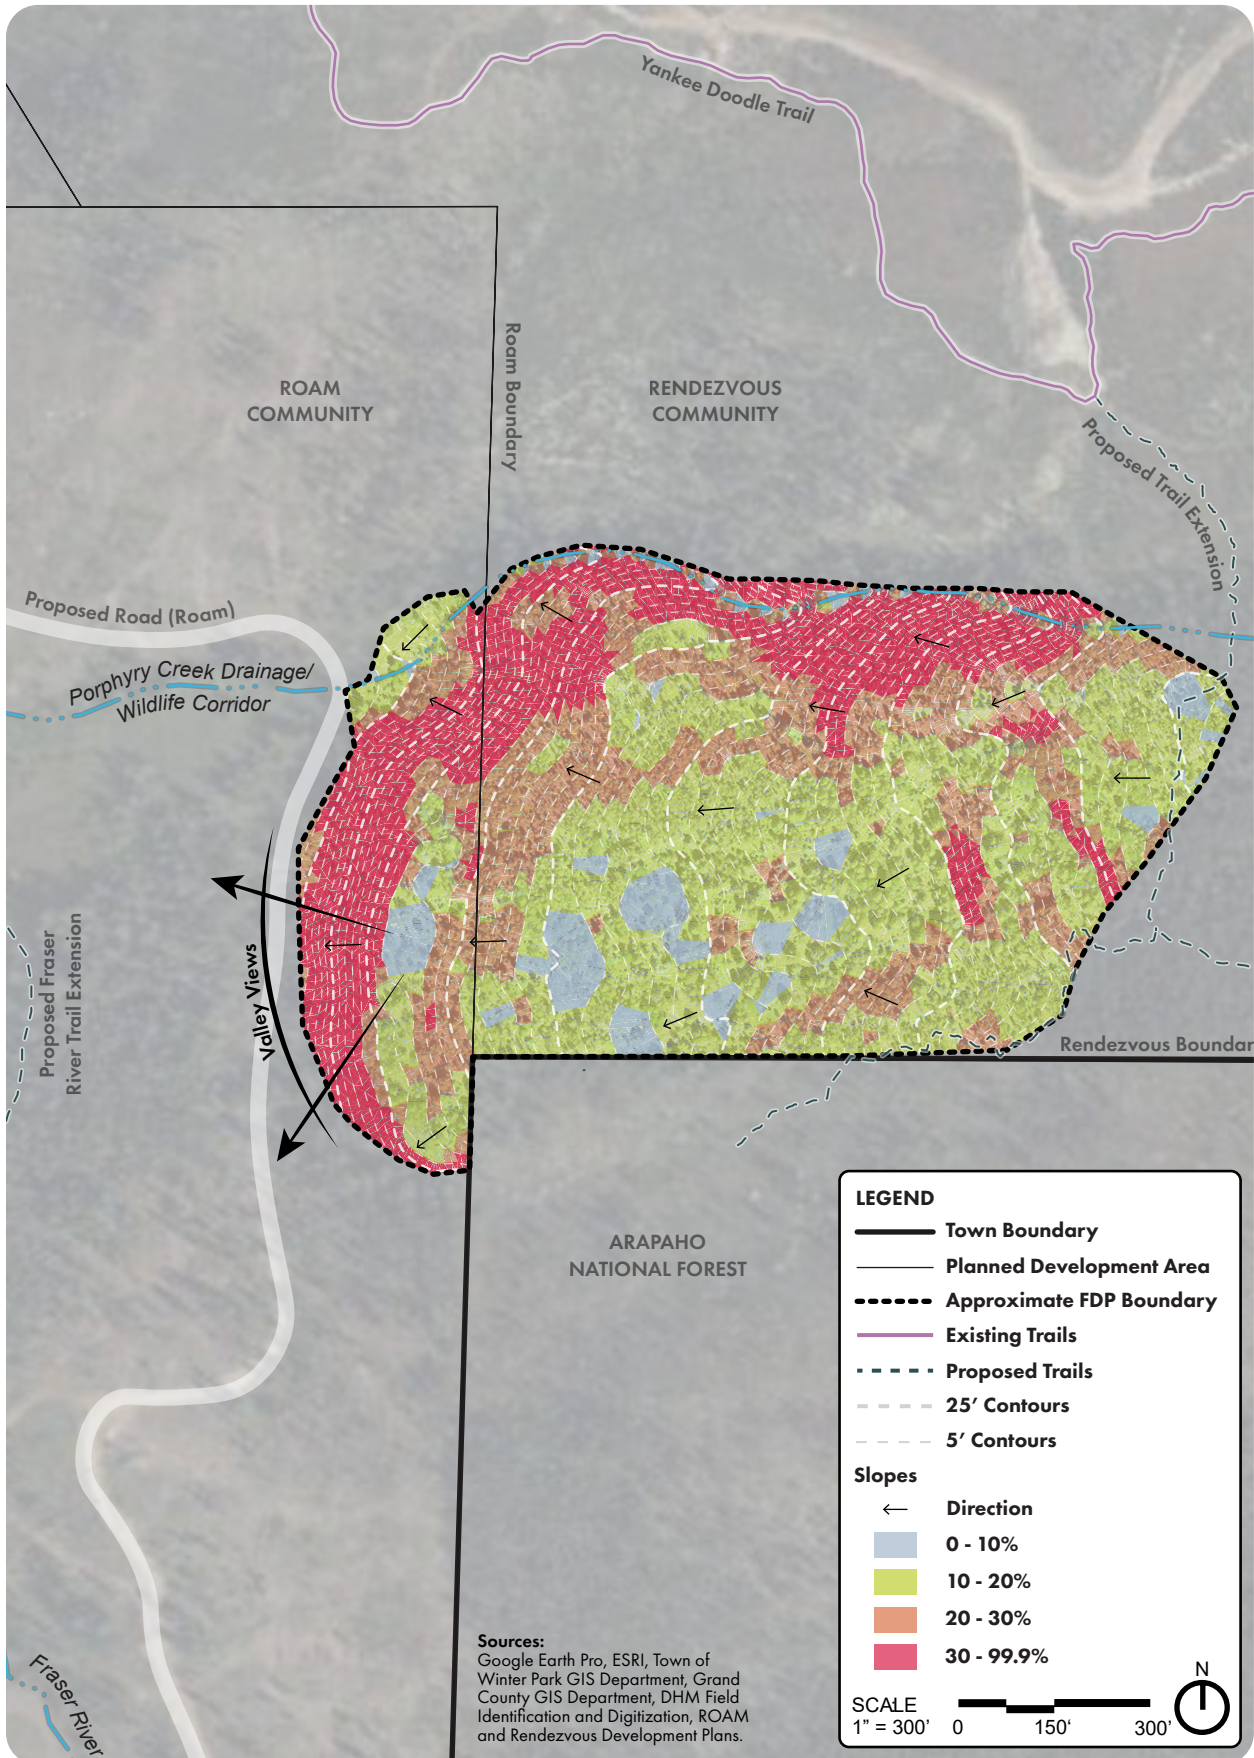 Yankee Doodle Trail
Roam Boundary
ROAM
COMMUNITY
RENDEZVOUS
COMMUNITY
Proposed Trail Extension
Proposed Road (Roam)
Porphyry Creek Drainage/
Wildlife Corridor
Valley Views
Proposed Fraser
River Trail Extension
Rendezvous Boundar
ARAPAHO
NATIONAL FOREST
LEGEND
Town Boundary
Planned Development Area
Approximate FDP Boundary
Existing Trails
Proposed Trails
25’ Contours
5’ Contours
Slopes
Direction
0 - 10%
10 - 20%
20 - 30%
30 - 99.9%
N
SCALE
1” = 300’
0 150‘ 300’
Sources:
Google Earth Pro, ESRI, Town of
Winter Park GIS Department, Grand
County GIS Department, DHM Field
Identification and Digitization, ROAM
and Rendezvous Development Plans.
Fraser River